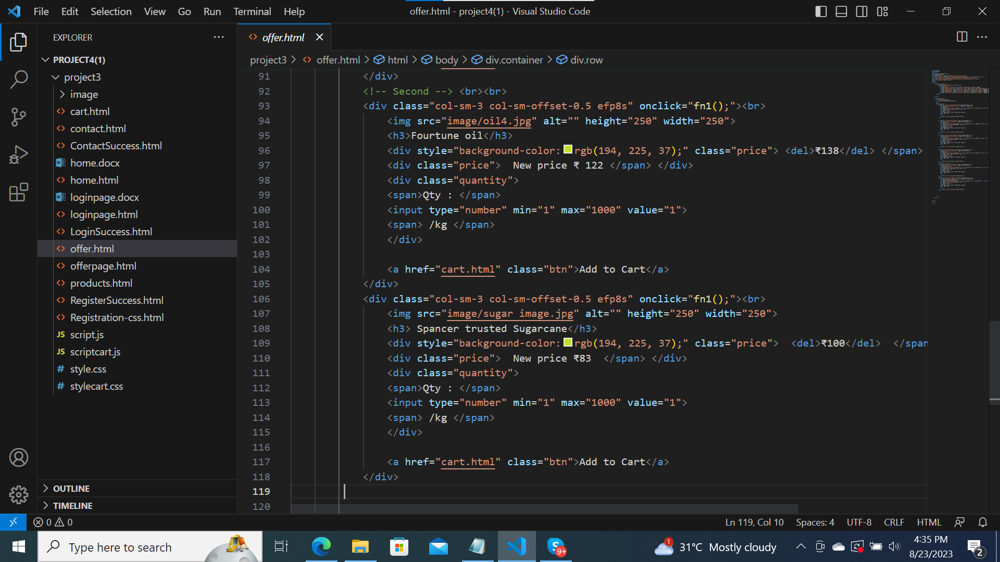 File Edit Selection View Go Run Terminal Help
offer.html - project4(1) - Visual Studio Code
EXPLORER
PROJECT4(1)
project3
image
cart.html
contact.html
ContactSuccess.html
home.docx
home.html
loginpage.docx
loginpage.html
LoginSuccess.html
offer.html
offerpage.html
products.html
RegisterSuccess.html
Registration-css.html
JS script.js
JS scriptcart.js
# style.css
# stylecart.css
OUTLINE
TIMELINE
offer.html
project3 > offer.html > html > body > div.container > div.row
91 </div>
92 <!-- Second --> <br><br>
93 <div class="col-sm-3 col-sm-offset-0.5 efp8s" onclick="fn1();"><br>
94 <img src="image/oil4.jpg" alt="" height="250" width="250">
95 <h3>Fourtune oil</h3>
96 <div style="background-color: rgb(194, 225, 37);" class="price"> <del>₹138</del> </span>
97 <div class="price">  New price ₹ 122 </span> </div>
98 <div class="quantity">
99 <span>Qty : </span>
100 <input type="number" min="1" max="1000" value="1">
101 <span> /kg </span>
102 </div>
103
104 <a href="cart.html" class="btn">Add to Cart</a>
105 </div>
106 <div class="col-sm-3 col-sm-offset-0.5 efp8s" onclick="fn1();"><br>
107 <img src="image/sugar image.jpg" alt="" height="250" width="250">
108 <h3> Spancer trusted Sugarcane</h3>
109 <div style="background-color: rgb(194, 225, 37);" class="price">  <del>₹100</del>  </span
110 <div class="price">  New price ₹83  </span> </div>
111 <div class="quantity">
112 <span>Qty : </span>
113 <input type="number" min="1" max="1000" value="1">
114 <span> /kg </span>
115 </div>
116
117 <a href="cart.html" class="btn">Add to Cart</a>
118 </div>
119
120
0 0
Ln 119, Col 10 Spaces: 4 UTF-8 CRLF HTML
Type here to search
9+
1
31°C Mostly cloudy
4:35 PM
8/23/2023
2